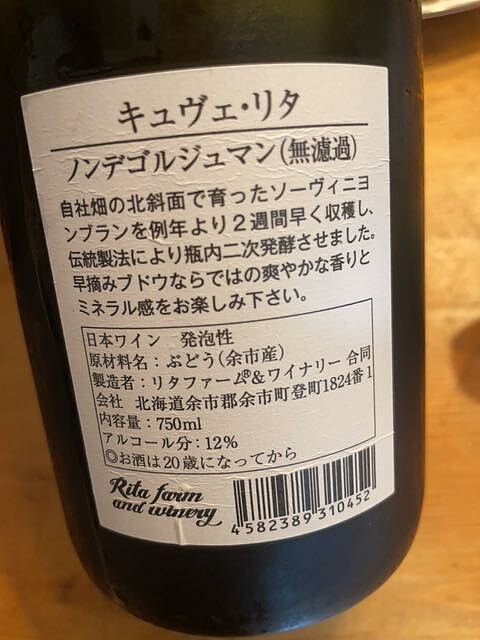 キュヴェ・リタ
ノンデゴルジュマン(無濾過)
自社畑の北斜面で育ったソーヴィニヨ
ンブランを例年より２週間早く収穫し、
伝統製法により瓶内二次発酵させました。
早摘みブドウならではの爽やかな香りと
ミネラル感をお楽しみ下さい。
日本ワイン 発泡性
原材料名：ぶどう(余市産)
製造者：リタファーム®&ワイナリー 合同
会社 北海道余市郡余市町登町1824番1
内容量：750ml
アルコール分：12%
◎お酒は20歳になってから
Rita farm
and winery
4 582389 310452